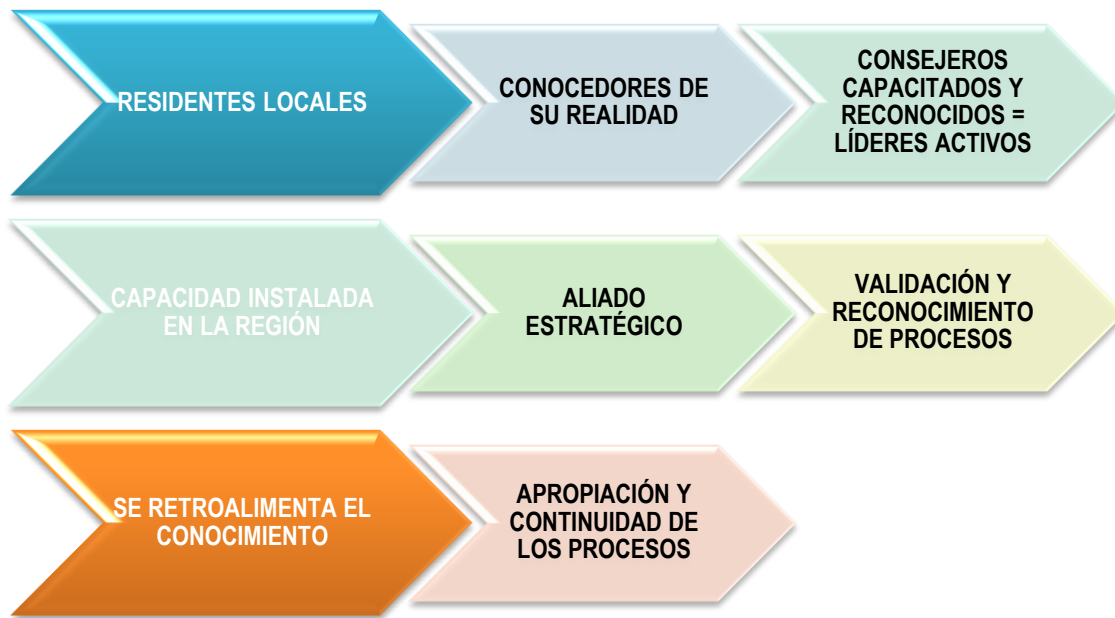 RESIDENTES LOCALES
CONOCEDORES DE
SU REALIDAD
CONSEJEROS
CAPACITADOS Y
RECONOCIDOS =
LÍDERES ACTIVOS
CAPACIDAD INSTALADA
EN LA REGIÓN
ALIADO
ESTRATÉGICO
VALIDACIÓN Y
RECONOCIMIENTO
DE PROCESOS
SE RETROALIMENTA EL
CONOCIMIENTO
APROPIACIÓN Y
CONTINUIDAD DE
LOS PROCESOS